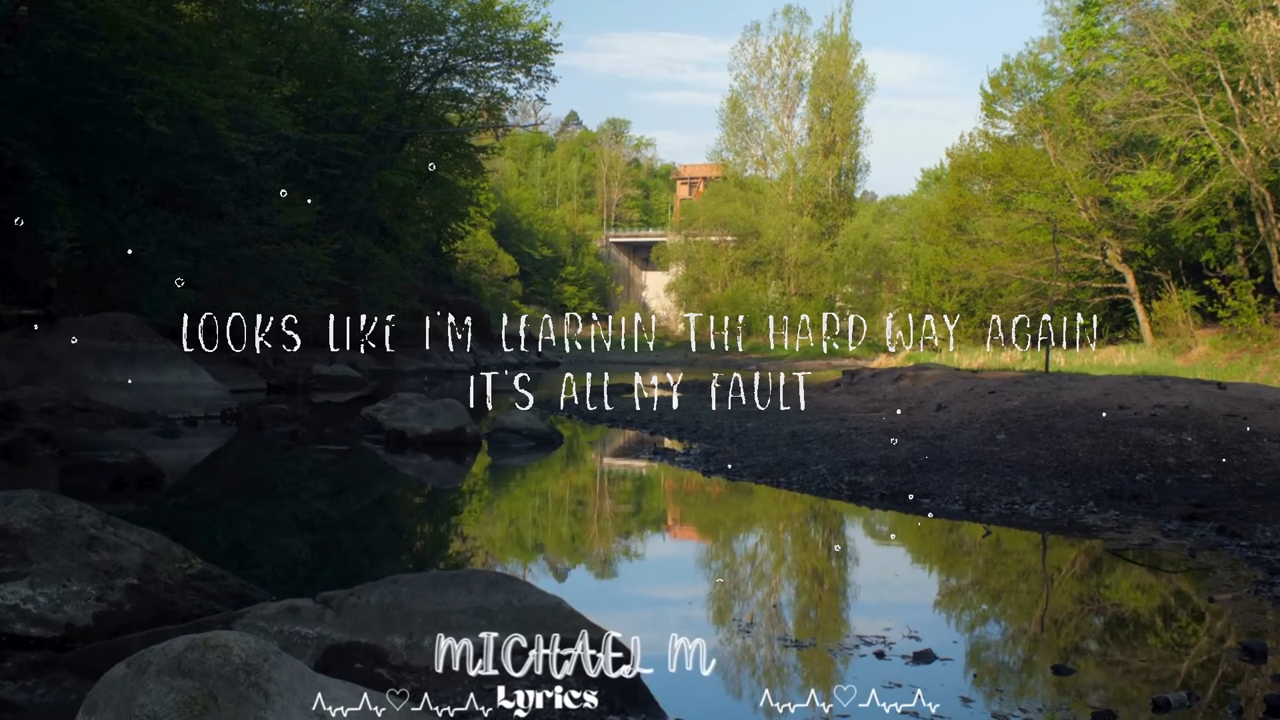 LOOKS LIKE I'M LEARNIN THE HARD WAY AGAIN
IT'S ALL MY FAULT
MICHAEL M
Lyrics